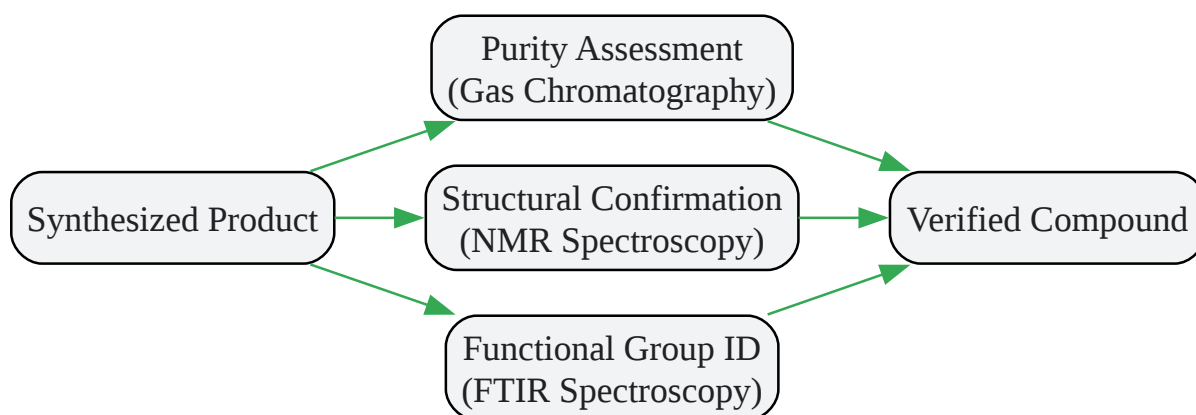 Purity Assessment
(Gas Chromatography)
Synthesized Product
Structural Confirmation
(NMR Spectroscopy)
Verified Compound
Functional Group ID
(FTIR Spectroscopy)